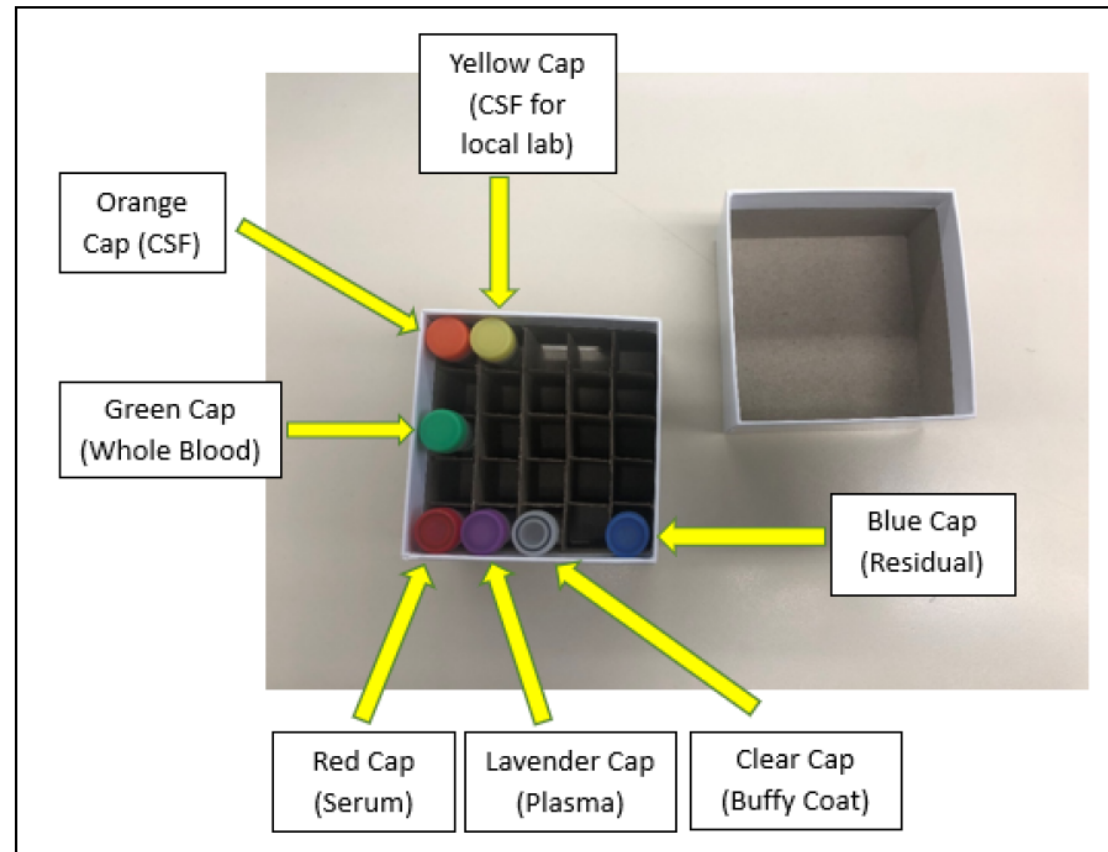 Yellow Cap
(CSF for
local lab)
Orange
Cap (CSF)
Green Cap
(Whole Blood)
Blue Cap
(Residual)
Red Cap
(Serum)
Lavender Cap
(Plasma)
Clear Cap
(Buffy Coat)